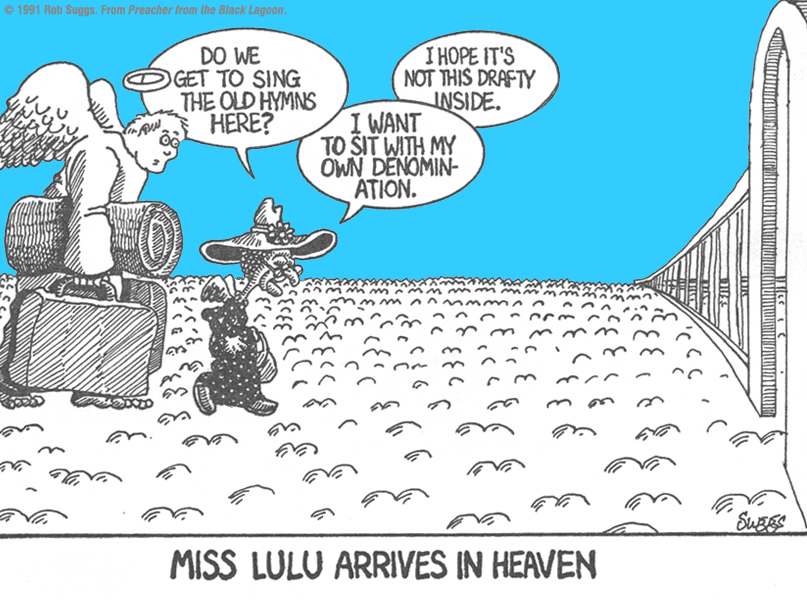 © 1991 Rob Suggs. From Preacher from the Black Lagoon.
DO WE
GET TO SING
THE OLD HYMNS
HERE?
I HOPE IT'S
NOT THIS DRAFTY
INSIDE.
I WANT
TO SIT WITH MY
OWN DENOMIN-
ATION.
SUGGS
MISS LULU ARRIVES IN HEAVEN